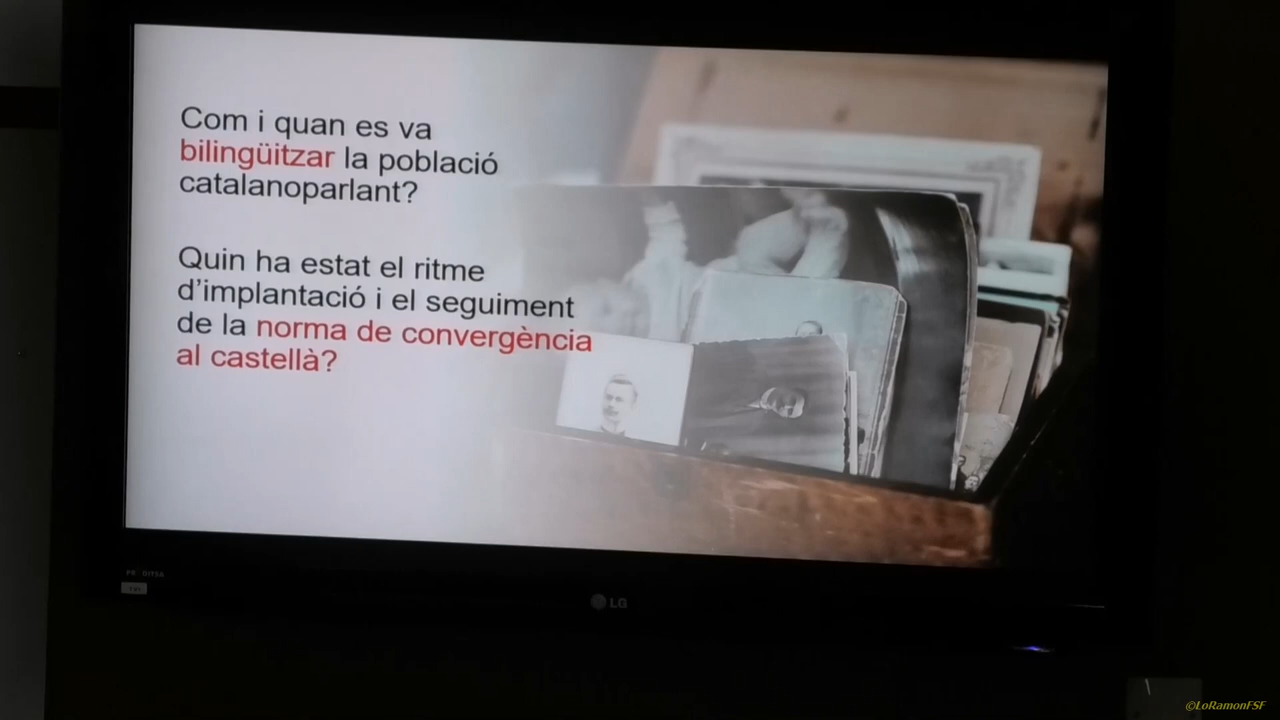 Com i quan es va
bilingüitzar la població
catalanoparlant?
Quin ha estat el ritme
d'implantació i el seguiment
de la norma de convergència
al castellà?
LG
©LoRamonFSF